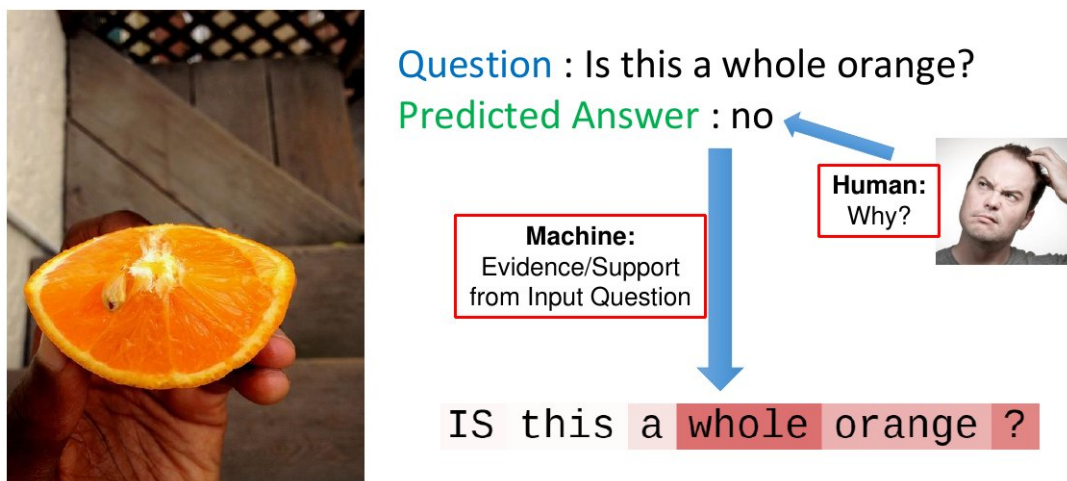 Question : Is this a whole orange?
Predicted Answer : no
Human:
Why?
Machine:
Evidence/Support
from Input Question
IS this a whole orange ?